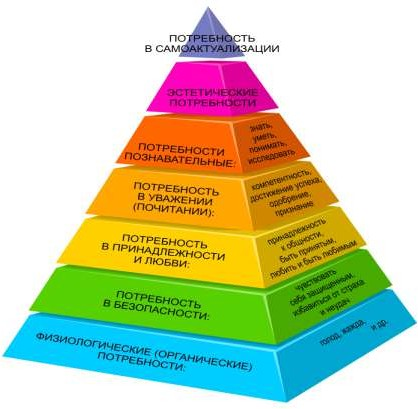 ПОТРЕБНОСТЬ
В САМОАКТУАЛИЗАЦИИ
ЭСТЕТИЧЕСКИЕ
ПОТРЕБНОСТИ
ПОТРЕБНОСТИ
ПОЗНАВАТЕЛЬНЫЕ:
знать,
уметь,
понимать,
исследовать
ПОТРЕБНОСТЬ
В УВАЖЕНИИ
(ПОЧИТАНИИ):
компетентность,
достижение успеха,
одобрение,
признание
ПОТРЕБНОСТЬ
В ПРИНАДЛЕЖНОСТИ
И ЛЮБВИ:
принадлежность
к общности,
быть принятым,
любить и быть любимым
ПОТРЕБНОСТЬ
В БЕЗОПАСНОСТИ:
чувствовать
себя защищенным,
избавиться от страха
и неудач
ФИЗИОЛОГИЧЕСКИЕ (ОРГАНИЧЕСКИЕ)
ПОТРЕБНОСТИ:
голод, жажда,
и др.